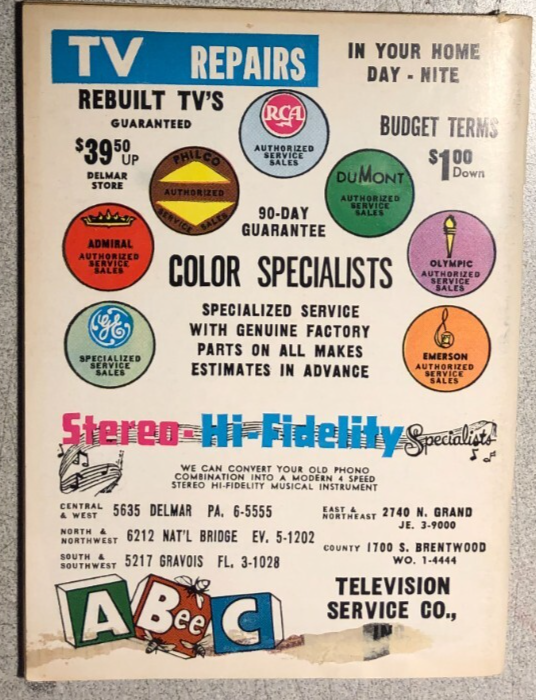 TV REPAIRS
IN YOUR HOME
DAY - NITE
REBUILT TV'S
GUARANTEED
$39.50 UP
DELMAR
STORE
RCA
AUTHORIZED
SERVICE
SALES
BUDGET TERMS
$1.00 Down
PHILCO
AUTHORIZED
SERVICE SALES
DUMONT
AUTHORIZED
SERVICE
SALES
90-DAY
GUARANTEE
ADMIRAL
AUTHORIZED
SERVICE
SALES
OLYMPIC
AUTHORIZED
SERVICE
SALES
COLOR SPECIALISTS
GE
SPECIALIZED
SERVICE
SALES
SPECIALIZED SERVICE
WITH GENUINE FACTORY
PARTS ON ALL MAKES
ESTIMATES IN ADVANCE
EMERSON
AUTHORIZED
SERVICE
SALES
Stereo-Hi-Fidelity Specialists
WE CAN CONVERT YOUR OLD PHONO
COMBINATION INTO A MODERN 4 SPEED
STEREO HI-FIDELITY MUSICAL INSTRUMENT
CENTRAL & WEST 5635 DELMAR PA. 6-5555
NORTH & NORTHWEST 6212 NAT'L BRIDGE EV. 5-1202
SOUTH & SOUTHWEST 5217 GRAVOIS FL. 3-1028
EAST & NORTHEAST 2740 N. GRAND
JE. 3-9000
COUNTY 1700 S. BRENTWOOD
WO. 1-4444
A Bee C
TELEVISION
SERVICE CO.,